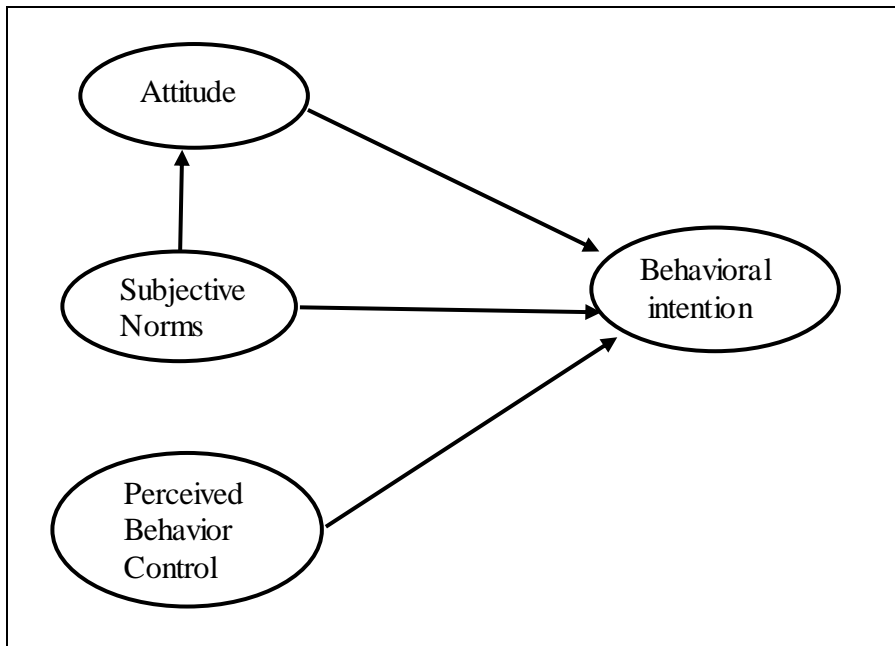 Attitude
Subjective
Norms
Behavioral
intention
Perceived
Behavior
Control